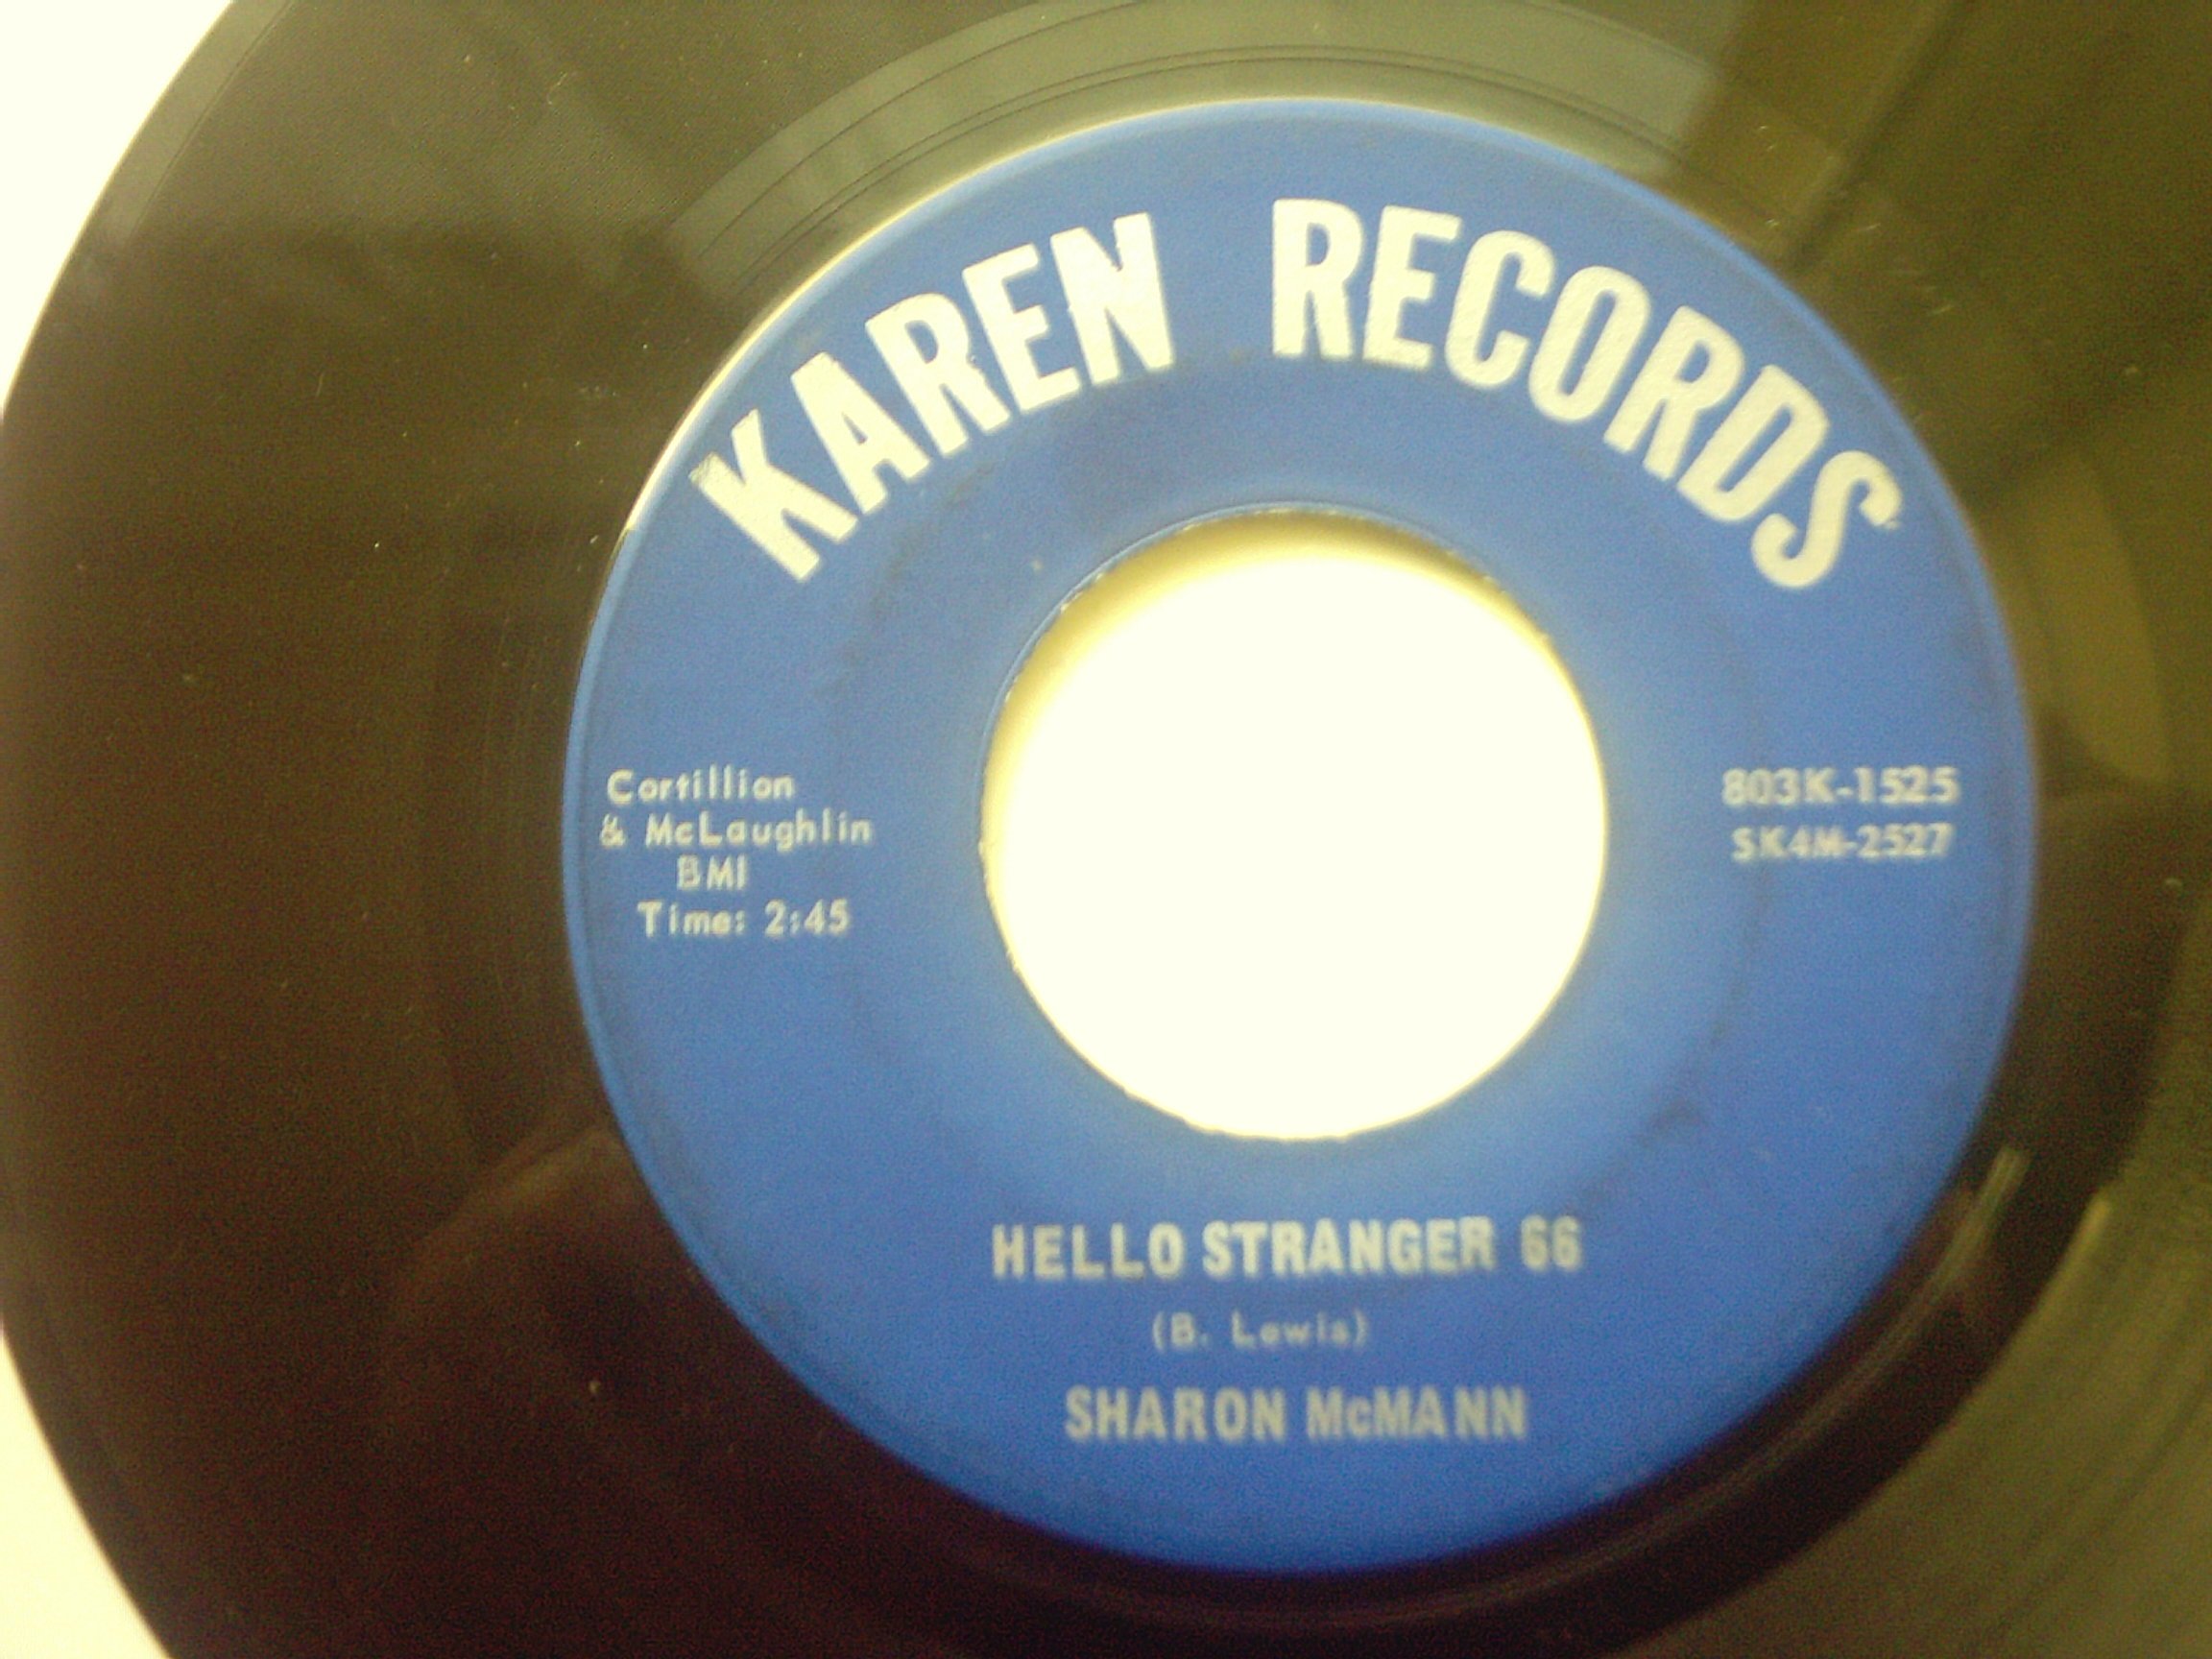 KAREN RECORDS
Cortillion
& McLaughlin
BMI
Time: 2:45
803K-1525
SK4M-2527
HELLO STRANGER 66
(B. Lewis)
SHARON McMANN